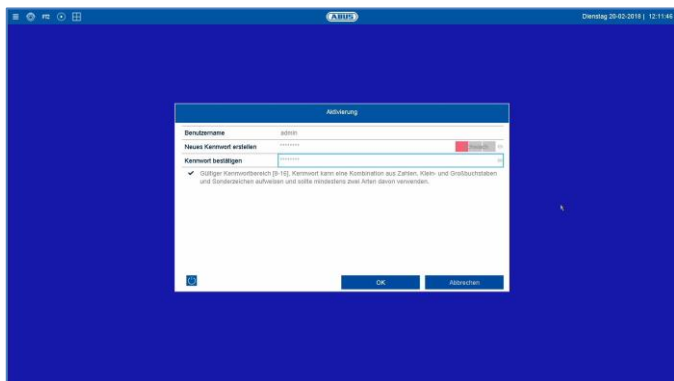 ABUS
Dienstag 20-02-2018 | 12:11:46
Aktivierung
Benutzername admin
Neues Kennwort erstellen ********
Kennwort bestätigen ********
Gültiger Kennwortbereich [8-16]. Kennwort kann eine Kombination aus Zahlen, Klein- und Großbuchstaben
und Sonderzeichen aufweisen und sollte mindestens zwei Arten davon verwenden.
OK Abbrechen